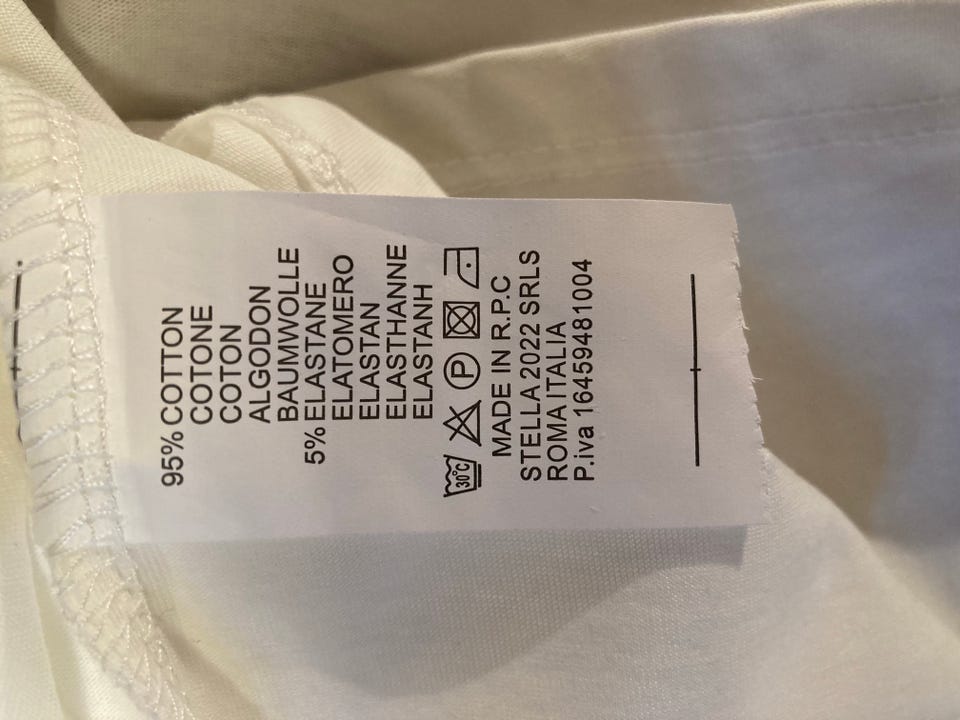 95% COTTON
COTONE
COTON
ALGODON
BAUMWOLLE
5% ELASTANE
ELATOMERO
ELASTAN
ELASTHANNE
ELASTANH
30°C P
MADE IN R.P.C
STELLA 2022 SRLS
ROMA ITALIA
P.iva 16459481004